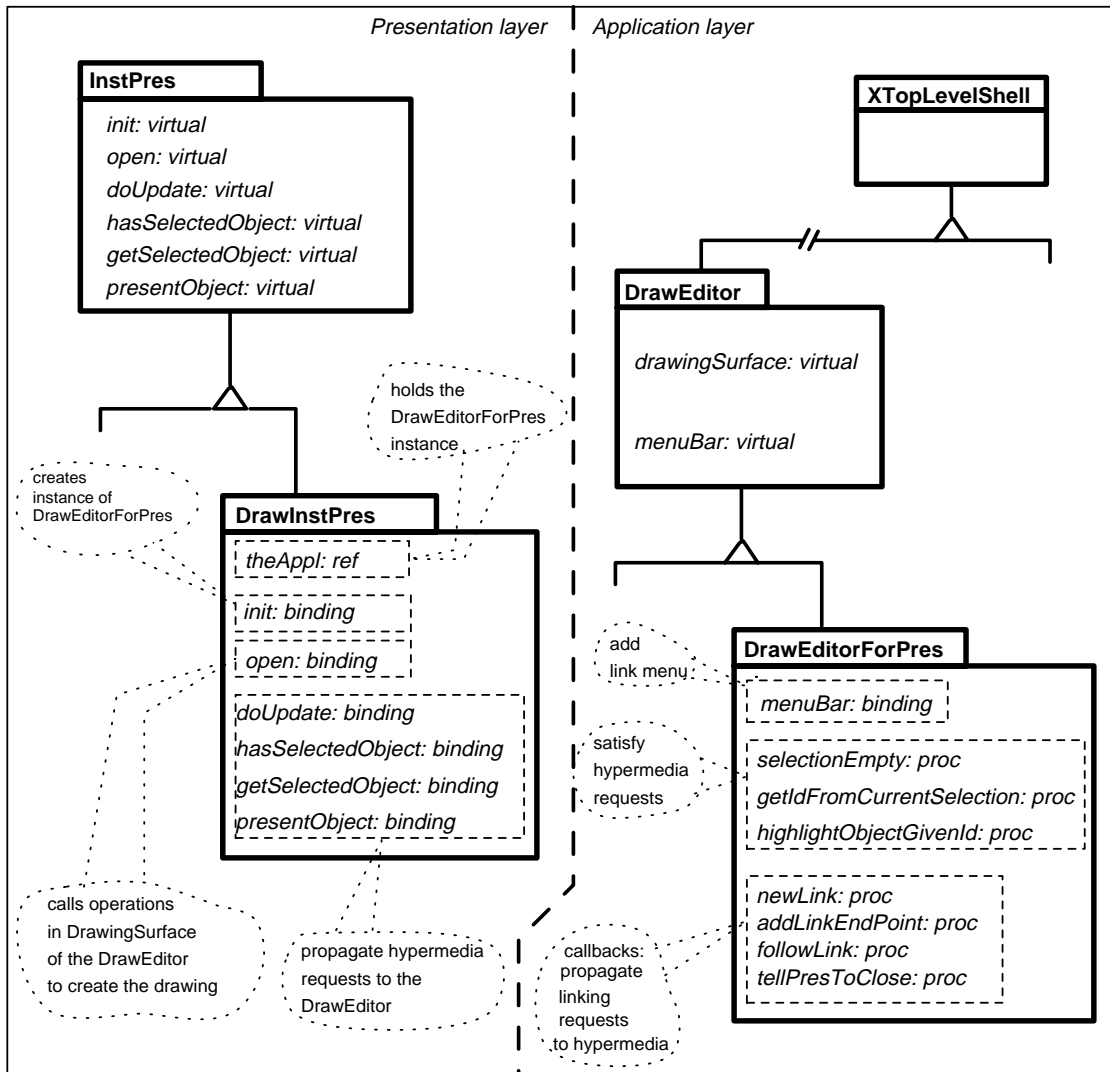 Presentation layer
Application layer
InstPres
init: virtual
open: virtual
doUpdate: virtual
hasSelectedObject: virtual
getSelectedObject: virtual
presentObject: virtual
XTopLevelShell
DrawEditor
drawingSurface: virtual
menuBar: virtual
holds the
DrawEditorForPres
instance
creates
instance of
DrawEditorForPres
DrawInstPres
theAppl: ref
init: binding
open: binding
doUpdate: binding
hasSelectedObject: binding
getSelectedObject: binding
presentObject: binding
calls operations
in DrawingSurface
of the DrawEditor
to create the drawing
propagate hypermedia
requests to the
DrawEditor
add
link menu
DrawEditorForPres
menuBar: binding
satisfy
hypermedia
requests
selectionEmpty: proc
getIdFromCurrentSelection: proc
highlightObjectGivenId: proc
newLink: proc
addLinkEndPoint: proc
followLink: proc
tellPresToClose: proc
callbacks:
propagate
linking
requests
to hypermedia